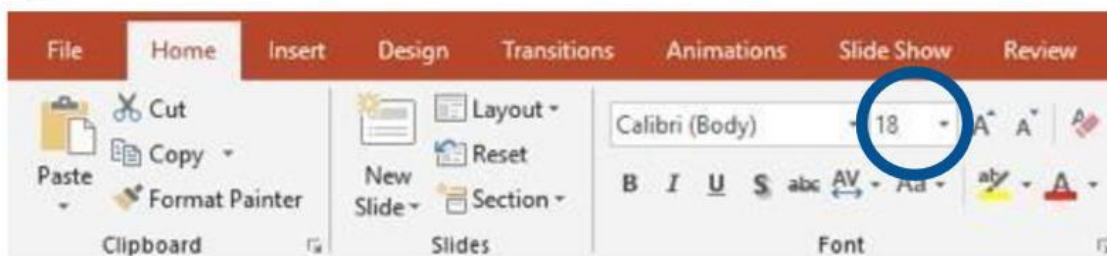 File Home Insert Design Transitions Animations Slide Show Review
Cut Layout Calibri (Body) 18 A A
Copy Reset
Paste New B I U S abc AV Aa aby A
Format Painter Slide Section
Clipboard Slides Font